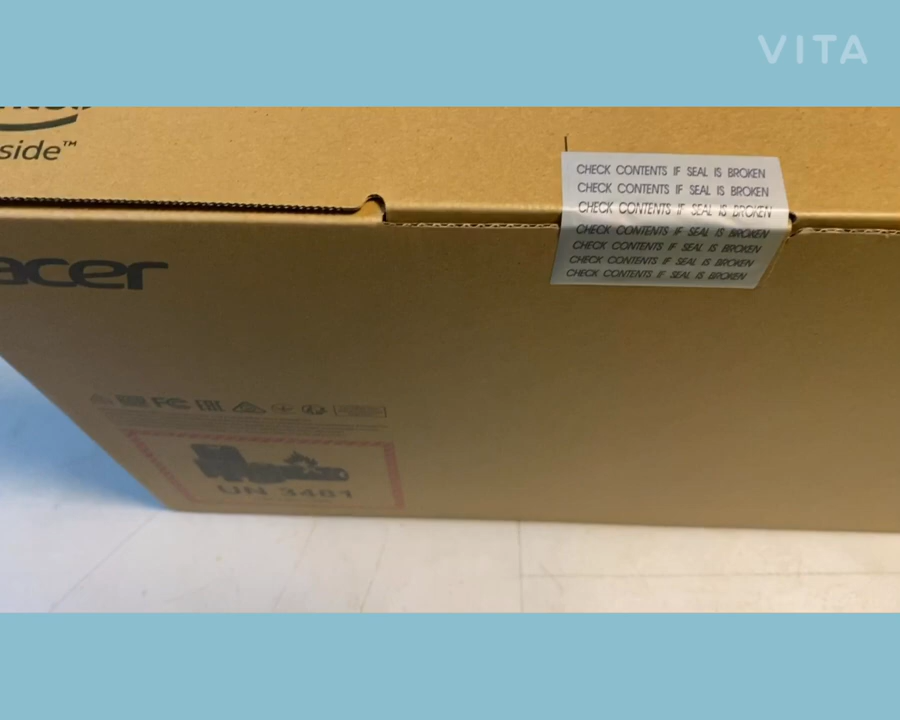 VITA
side™
CHECK CONTENTS IF SEAL IS BROKEN
CHECK CONTENTS IF SEAL IS BROKEN
CHECK CONTENTS IF SEAL IS BROKEN
CHECK CONTENTS IF SEAL IS BROKEN
CHECK CONTENTS IF SEAL IS BROKEN
CHECK CONTENTS IF SEAL IS BROKEN
CHECK CONTENTS IF SEAL IS BROKEN
acer
FC EAC
UN 3481